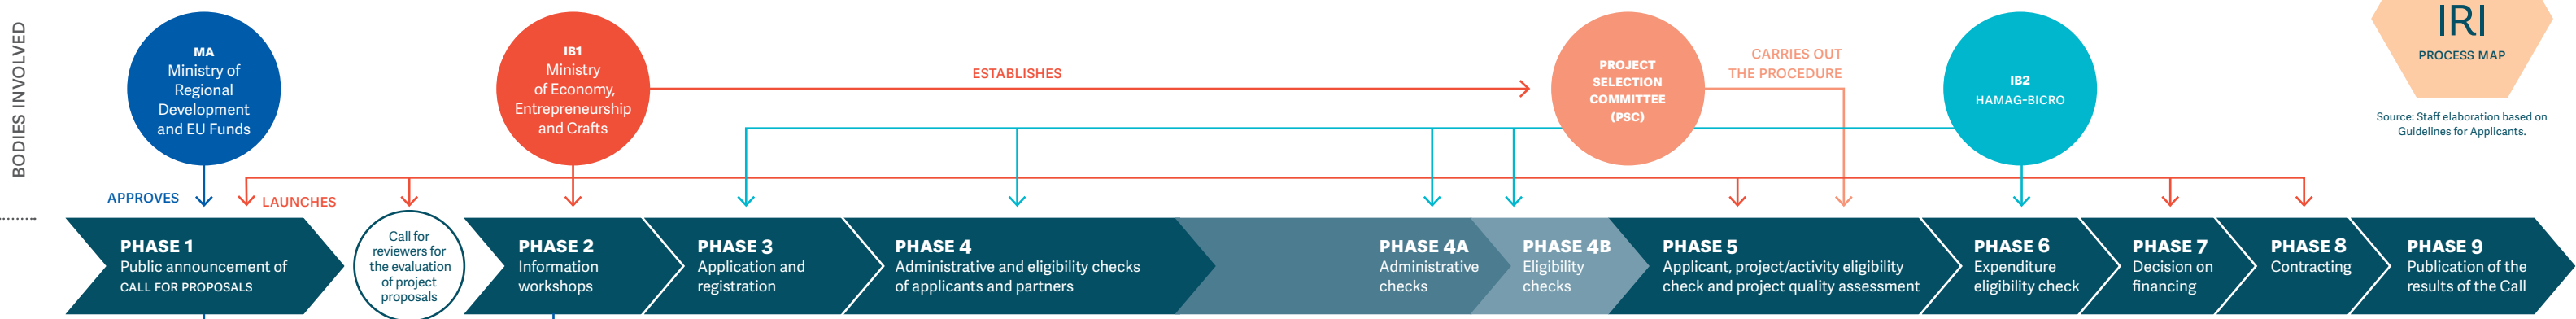 BODIES INVOLVED
MA
Ministry of
Regional
Development
and EU Funds
IB1
Ministry
of Economy,
Entrepreneurship
and Crafts
ESTABLISHES
PROJECT
SELECTION
COMMITTEE
(PSC)
CARRIES OUT
THE PROCEDURE
IB2
HAMAG-BICRO
IRI
PROCESS MAP
Source: Staff elaboration based on
Guidelines for Applicants.
APPROVES
LAUNCHES
PHASE 1
Public announcement of
CALL FOR PROPOSALS
Call for
reviewers for
the evaluation
of project
proposals
PHASE 2
Information
workshops
PHASE 3
Application and
registration
PHASE 4
Administrative and eligibility checks
of applicants and partners
PHASE 4A
Administrative
checks
PHASE 4B
Eligibility
checks
PHASE 5
Applicant, project/activity eligibility
check and project quality assessment
PHASE 6
Expenditure
eligibility check
PHASE 7
Decision on
financing
PHASE 8
Contracting
PHASE 9
Publication of the
results of the Call